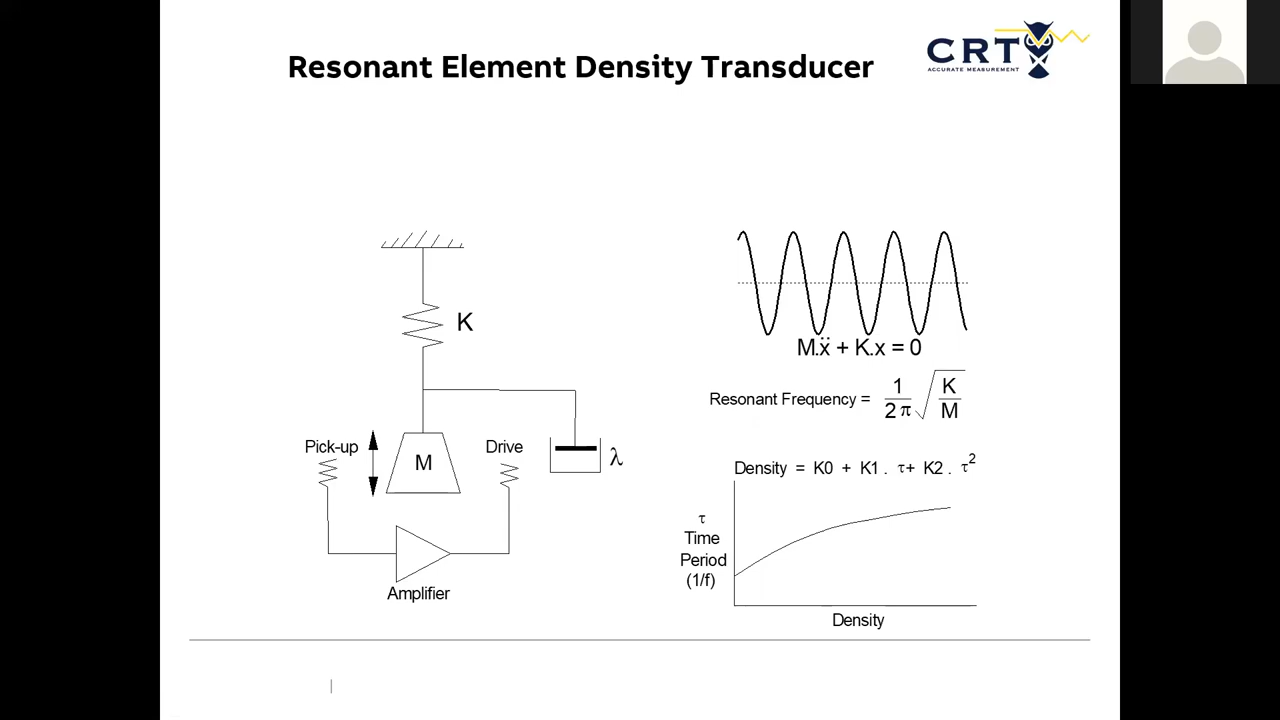 Resonant Element Density Transducer
CRT
ACCURATE MEASUREMENT
K
Pick-up
M
Drive
λ
Amplifier
M.ẍ + K.x = 0
Resonant Frequency = 1/2π √K/M
Density = K0 + K1 . τ+ K2 . τ²
τ
Time
Period
(1/f)
Density